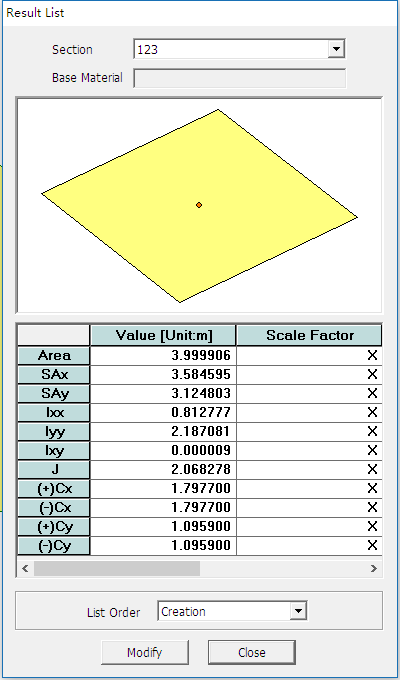 Result List
Section 123
Base Material
Value [Unit:m] Scale Factor
Area 3.999906 X
SAx 3.584595 X
SAy 3.124803 X
Ixx 0.812777 X
Iyy 2.187081 X
Ixy 0.000009 X
J 2.068278 X
(+)Cx 1.797700 X
(-)Cx 1.797700 X
(+)Cy 1.095900 X
(-)Cy 1.095900 X
List Order Creation
Modify Close